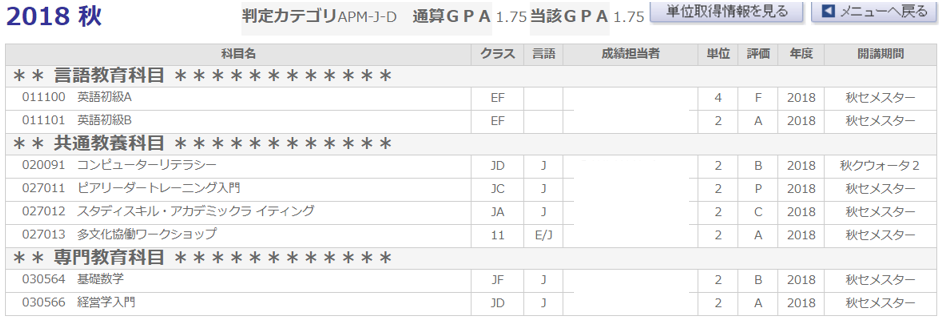 2018 秋 判定カテゴリAPM-J-D 通算ＧＰＡ 1.75 当該ＧＰＡ 1.75 単位取得情報を見る メニューへ戻る
科目名 クラス 言語 成績担当者 単位 評価 年度 開講期間
＊＊ 言語教育科目 ＊＊＊＊＊＊＊＊＊＊＊＊
011100 英語初級A EF 4 F 2018 秋セメスター
011101 英語初級B EF 2 A 2018 秋セメスター
＊＊ 共通教養科目 ＊＊＊＊＊＊＊＊＊＊＊＊
020091 コンピューターリテラシー JD J 2 B 2018 秋クウォータ２
027011 ピアリーダートレーニング入門 JC J 2 P 2018 秋セメスター
027012 スタディスキル・アカデミックラ イティング JA J 2 C 2018 秋セメスター
027013 多文化協働ワークショップ 11 E/J 2 A 2018 秋セメスター
＊＊ 専門教育科目 ＊＊＊＊＊＊＊＊＊＊＊＊
030564 基礎数学 JF J 2 B 2018 秋セメスター
030566 経営学入門 JD J 2 A 2018 秋セメスター